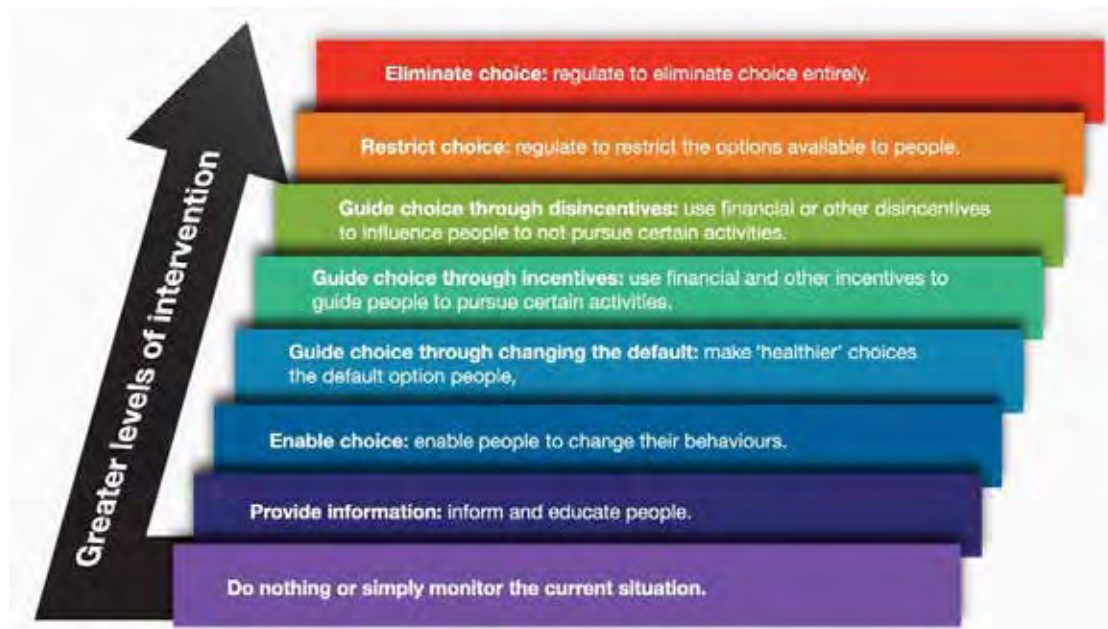 Greater levels of intervention
Eliminate choice: regulate to eliminate choice entirely.
Restrict choice: regulate to restrict the options available to people.
Guide choice through disincentives: use financial or other disincentives
to influence people to not pursue certain activities.
Guide choice through incentives: use financial and other incentives to
guide people to pursue certain activities.
Guide choice through changing the default: make ‘healthier’ choices
the default option people,
Enable choice: enable people to change their behaviours.
Provide information: inform and educate people.
Do nothing or simply monitor the current situation.